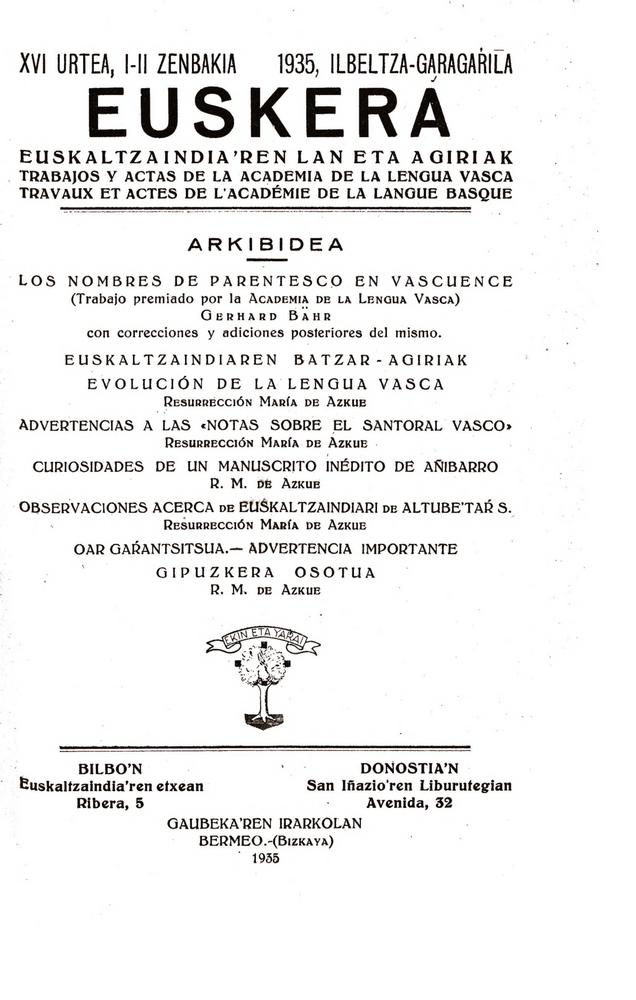 XVI URTEA, I-II ZENBAKIA 1935, ILBELTZA-GARAGAŔILA
EUSKERA
EUSKALTZAINDIA'REN LAN ETA AGIRIAK
TRABAJOS Y ACTAS DE LA ACADEMIA DE LA LENGUA VASCA
TRAVAUX ET ACTES DE L'ACADÉMIE DE LA LANGUE BASQUE
ARKIBIDEA
LOS NOMBRES DE PARENTESCO EN VASCUENCE
(Trabajo premiado por la ACADEMIA DE LA LENGUA VASCA)
GERHARD BÄHR
con correcciones y adiciones posteriores del mismo.
EUSKALTZAINDIAREN BATZAR-AGIRIAK
EVOLUCIÓN DE LA LENGUA VASCA
RESURRECCIÓN MARÍA DE AZKUE
ADVERTENCIAS A LAS «NOTAS SOBRE EL SANTORAL VASCO»
RESURRECCIÓN MARÍA DE AZKUE
CURIOSIDADES DE UN MANUSCRITO INÉDITO DE AÑIBARRO
R. M. DE AZKUE
OBSERVACIONES ACERCA DE EUSKALTZAINDIARI DE ALTUBE'TAŔ S.
RESURRECCIÓN MARÍA DE AZKUE
OAR GAŔANTSITSUA.— ADVERTENCIA IMPORTANTE
GIPUZKERA OSOTUA
R. M. DE AZKUE
EKIN ETA YAŔAI
BILBO'N
Euskaltzaindia'ren etxean
Ribera, 5
DONOSTIA'N
San Iñazio'ren Liburutegian
Avenida, 32
GAUBEKA'REN IRARKOLAN
BERMEO.-(BIZKAYA)
1935